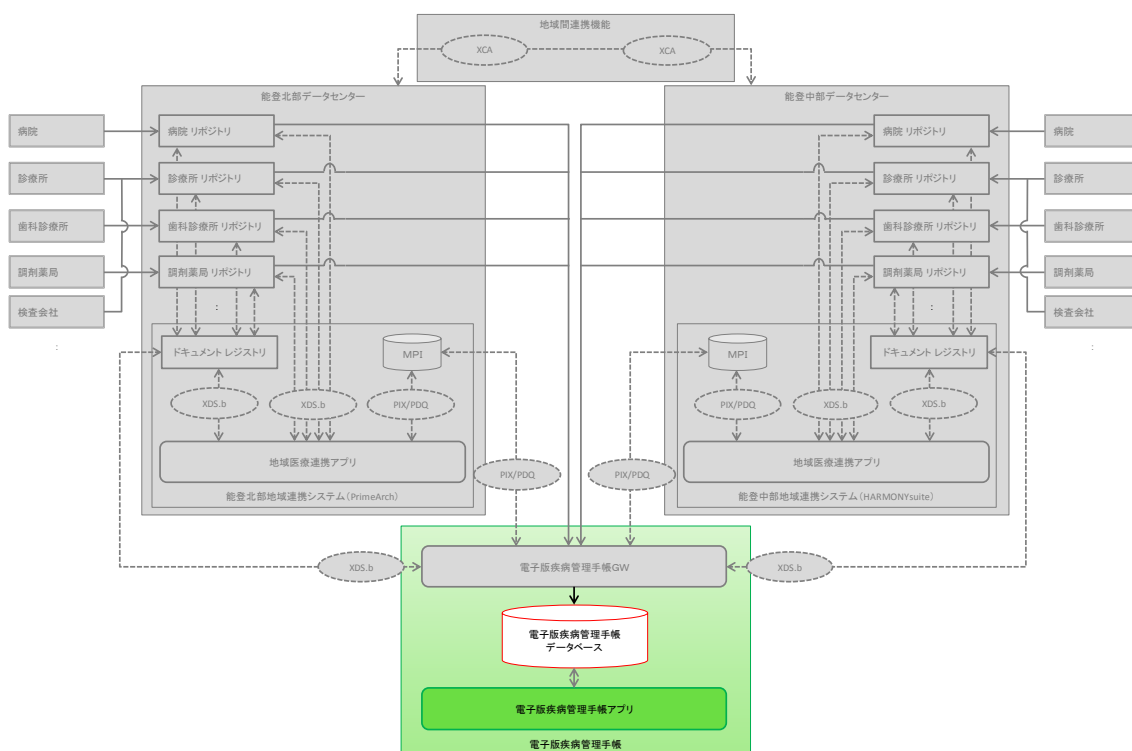 地域間連携機能
XCA
XCA
能登北部データセンター
能登中部データセンター
病院
病院 リポジトリ
病院 リポジトリ
病院
診療所
診療所 リポジトリ
診療所 リポジトリ
診療所
歯科診療所
歯科診療所 リポジトリ
歯科診療所 リポジトリ
歯科診療所
調剤薬局
調剤薬局 リポジトリ
調剤薬局 リポジトリ
調剤薬局
検査会社
:
:
検査会社
:
:
ドキュメント レジストリ
MPI
MPI
ドキュメント レジストリ
XDS.b
XDS.b
PIX/PDQ
PIX/PDQ
XDS.b
XDS.b
地域医療連携アプリ
地域医療連携アプリ
PIX/PDQ
PIX/PDQ
能登北部地域連携システム(PrimeArch)
能登中部地域連携システム(HARMONYsuite)
XDS.b
電子版疾病管理手帳GW
XDS.b
電子版疾病管理手帳
データベース
電子版疾病管理手帳アプリ
電子版疾病管理手帳